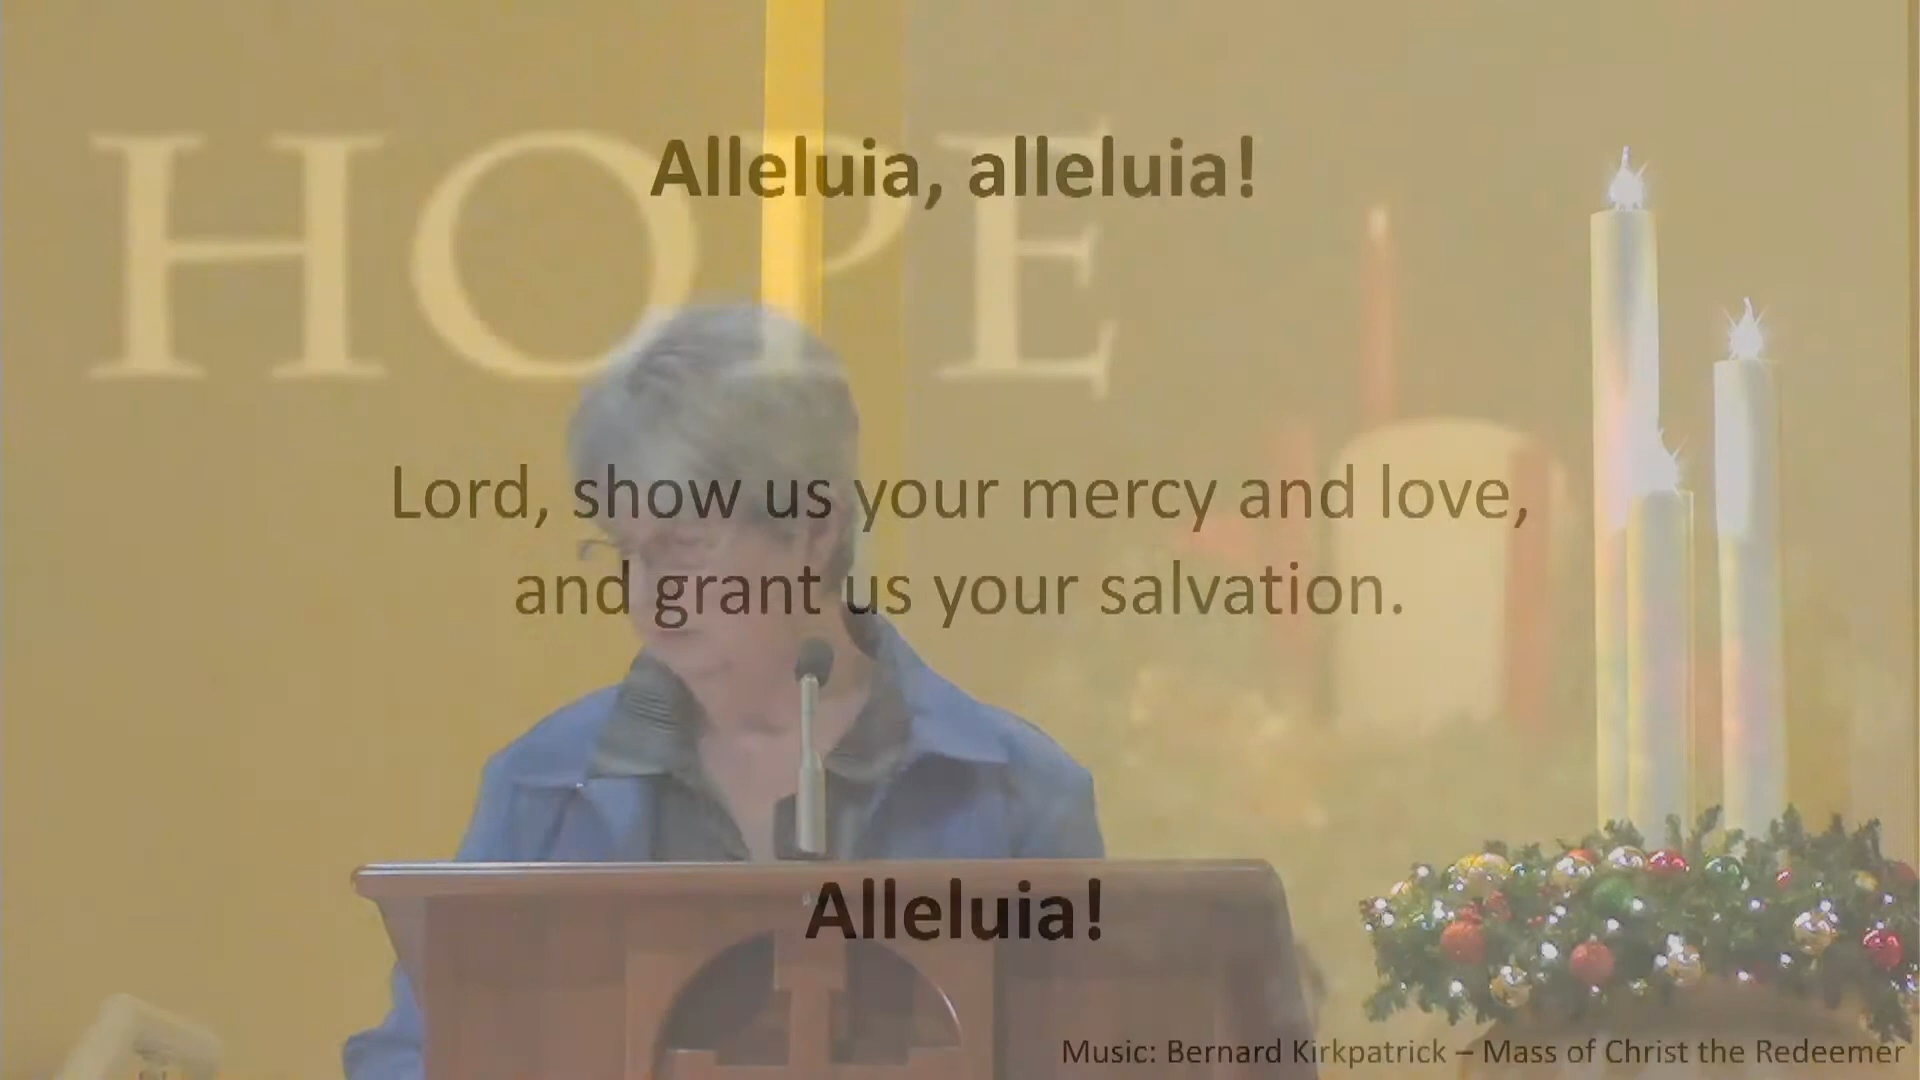 HOPE
Alleluia, alleluia!
Lord, show us your mercy and love,
and grant us your salvation.
Alleluia!
Music: Bernard Kirkpatrick – Mass of Christ the Redeemer